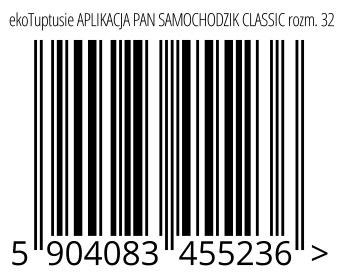 ekoTuptusie APLIKACJA PAN SAMOCHODZIK CLASSIC rozm. 32
5 904083 455236 >